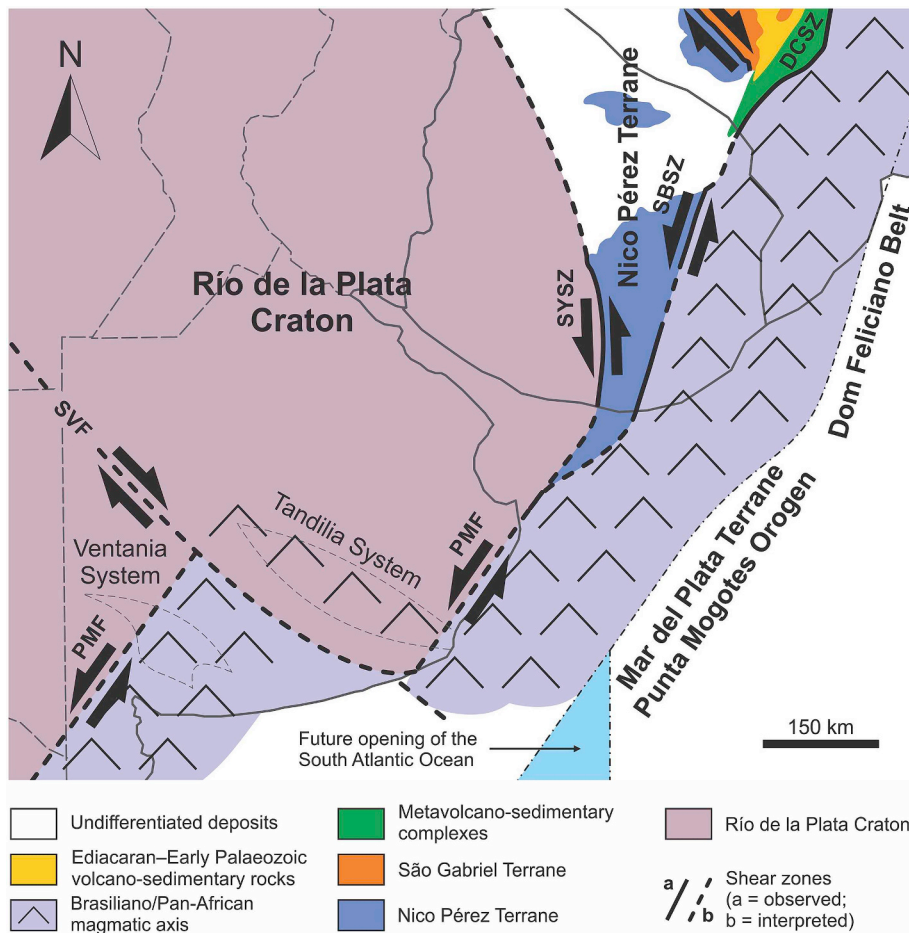 N
DCSZ
Nico Pérez Terrane
SBSZ
Río de la Plata
Craton
SYSZ
Dom Feliciano Belt
SVF
Tandilia System
PMF
Ventania
System
PMF
Mar del Plata Terrane
Punta Mogotes Orogen
150 km
Future opening of the
South Atlantic Ocean
Undifferentiated deposits
Ediacaran–Early Palaeozoic
volcano-sedimentary rocks
Brasiliano/Pan-African
magmatic axis
Metavolcano-sedimentary
complexes
São Gabriel Terrane
Nico Pérez Terrane
Río de la Plata Craton
a
b
Shear zones
(a = observed;
b = interpreted)